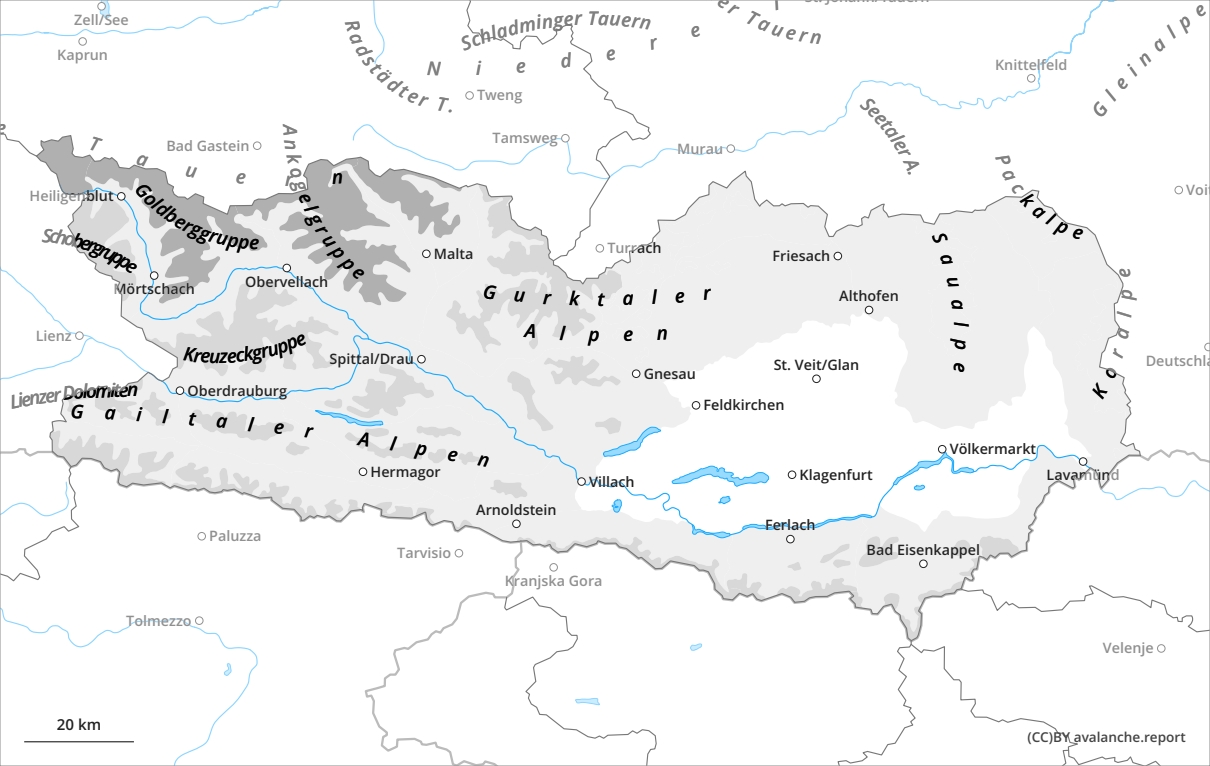 Zell/See
Kaprun
Radstädter T.
Schladminger Tauern
er Tauern
Niedere
Tweng
Tamsweg
Murau
Knittelfeld
Gleinalpe
Seetaler A.
Packalpe
Bad Gastein
Tauen
Ankogelgruppe
Heiligenblut
Goldberggruppe
Schobergruppe
Mörtschach
Obervellach
Malta
Turrach
Friesach
Althofen
Saualpe
Koralpe
Gurktaler
Alpen
Lienz
Kreuzeckgruppe
Spittal/Drau
Gnesau
St. Veit/Glan
Deutschla
Lienzer Dolomiten
Oberdrauburg
Feldkirchen
Gailtaler Alpen
Hermagor
Villach
Klagenfurt
Völkermarkt
Lavamünd
Arnoldstein
Ferlach
Bad Eisenkappel
Paluzza
Tarvisio
Kranjska Gora
Tolmezzo
Velenje
20 km
(CC)BY avalanche.report